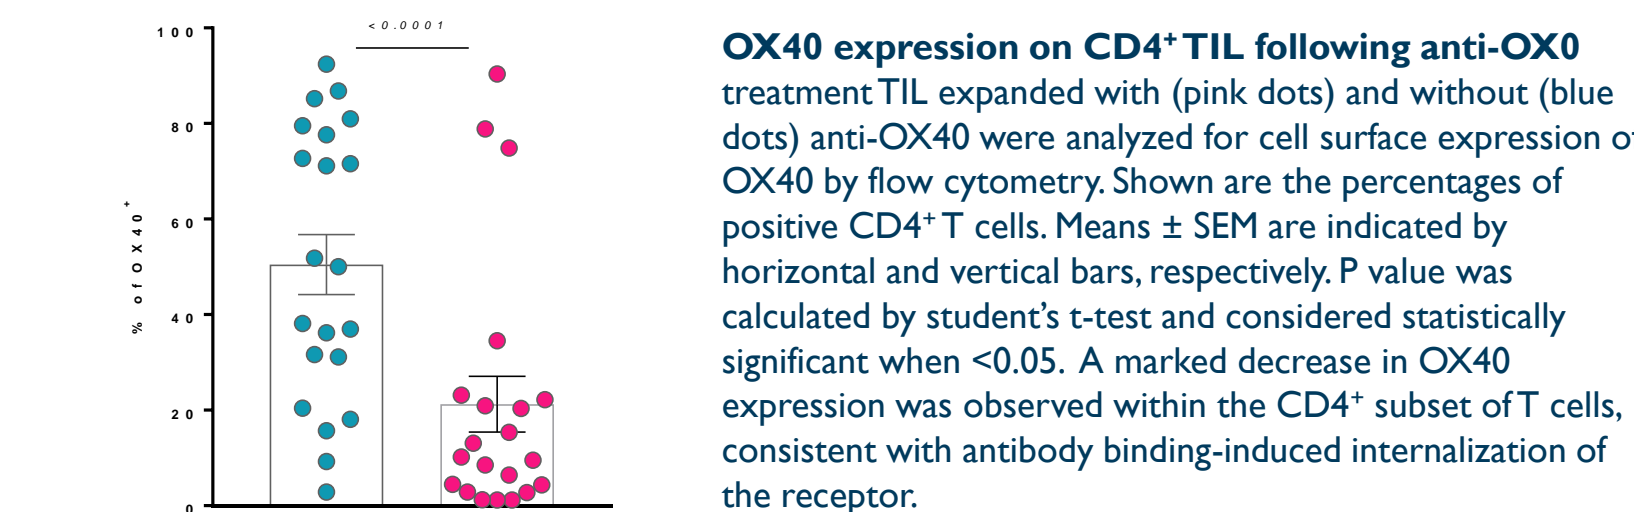 <0.0001
100
80
60
40
20
0
% of OX40+
OX40 expression on CD4+ TIL following anti-OX0
treatment TIL expanded with (pink dots) and without (blue
dots) anti-OX40 were analyzed for cell surface expression of
OX40 by flow cytometry. Shown are the percentages of
positive CD4+ T cells. Means ± SEM are indicated by
horizontal and vertical bars, respectively. P value was
calculated by student’s t-test and considered statistically
significant when <0.05. A marked decrease in OX40
expression was observed within the CD4+ subset of T cells,
consistent with antibody binding-induced internalization of
the receptor.